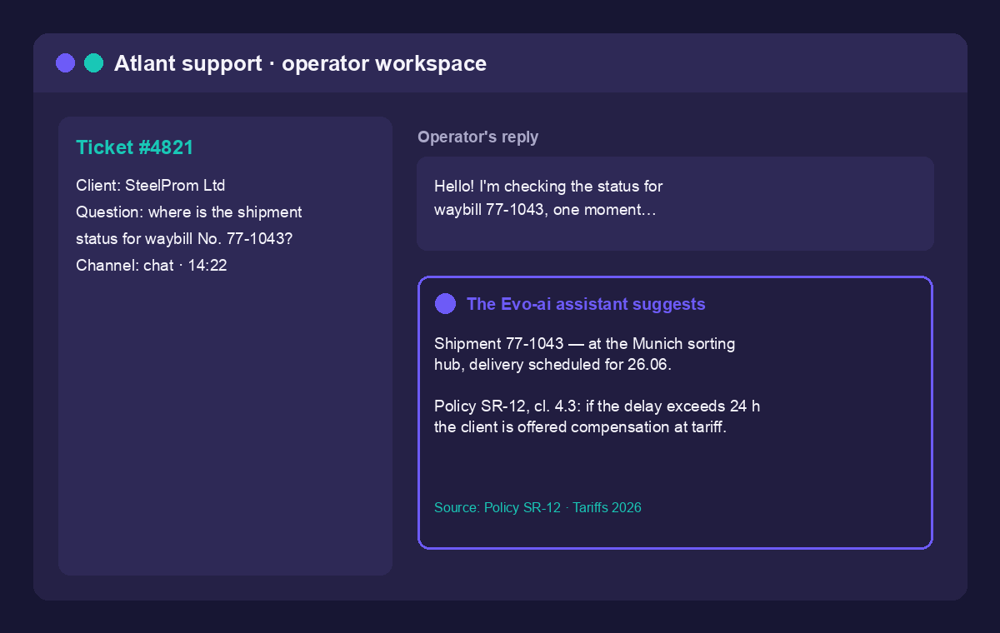 Atlant support · operator workspace
Ticket #4821
Client: SteelProm Ltd
Question: where is the shipment
status for waybill No. 77-1043?
Channel: chat · 14:22
Operator's reply
Hello! I'm checking the status for
waybill 77-1043, one moment…
The Evo-ai assistant suggests
Shipment 77-1043 — at the Munich sorting
hub, delivery scheduled for 26.06.
Policy SR-12, cl. 4.3: if the delay exceeds 24 h
the client is offered compensation at tariff.
Source: Policy SR-12 · Tariffs 2026